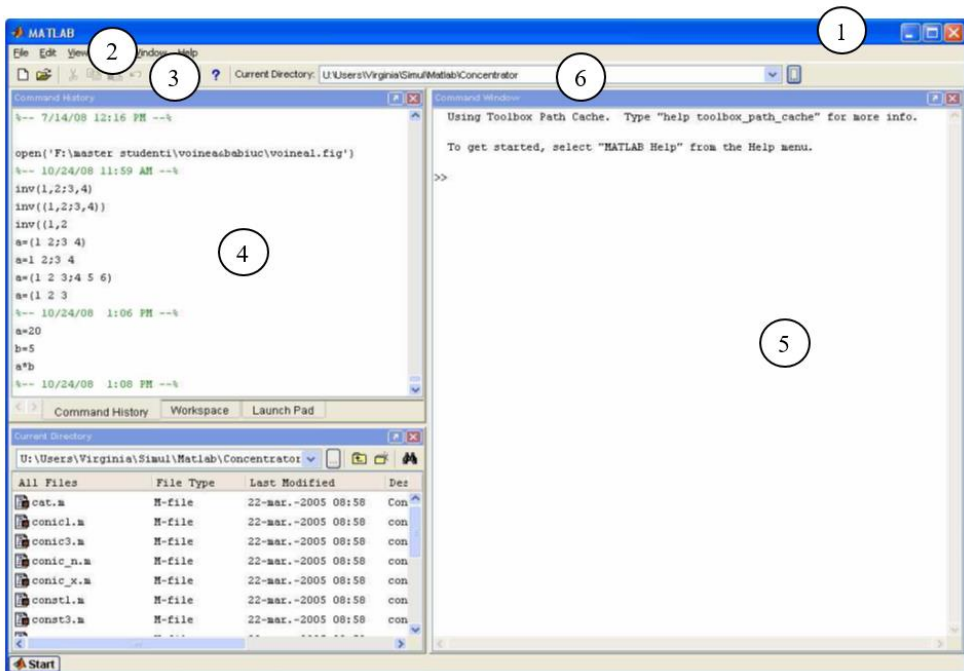 MATLAB
1
File Edit View Window Help
2
3
? Current Directory: U:\Users\Virginia\Simul\Matlab\Concentrator
6
Command History
%-- 7/14/08 12:16 PM --%
open('F:\master studenti\voinea&babiuc\voinea1.fig')
%-- 10/24/08 11:59 AM --%
inv(1,2;3,4)
inv((1,2;3,4))
inv((1,2
a=(1 2;3 4)
a=1 2;3 4
a=(1 2 3;4 5 6)
a=(1 2 3
%-- 10/24/08 1:06 PM --%
a=20
b=5
a*b
%-- 10/24/08 1:08 PM --%
4
Command History Workspace Launch Pad
Current Directory
U:\Users\Virginia\Simul\Matlab\Concentrator ...
All Files File Type Last Modified Des
cat.m M-file 22-mar.-2005 08:58 Con
conic1.m M-file 22-mar.-2005 08:58 con
conic3.m M-file 22-mar.-2005 08:58 con
conic_n.m M-file 22-mar.-2005 08:58 con
conic_x.m M-file 22-mar.-2005 08:58 con
const1.m M-file 22-mar.-2005 08:58 con
const3.m M-file 22-mar.-2005 08:58 con
Command Window
Using Toolbox Path Cache. Type "help toolbox_path_cache" for more info.
To get started, select "MATLAB Help" from the Help menu.
>>
5
Start